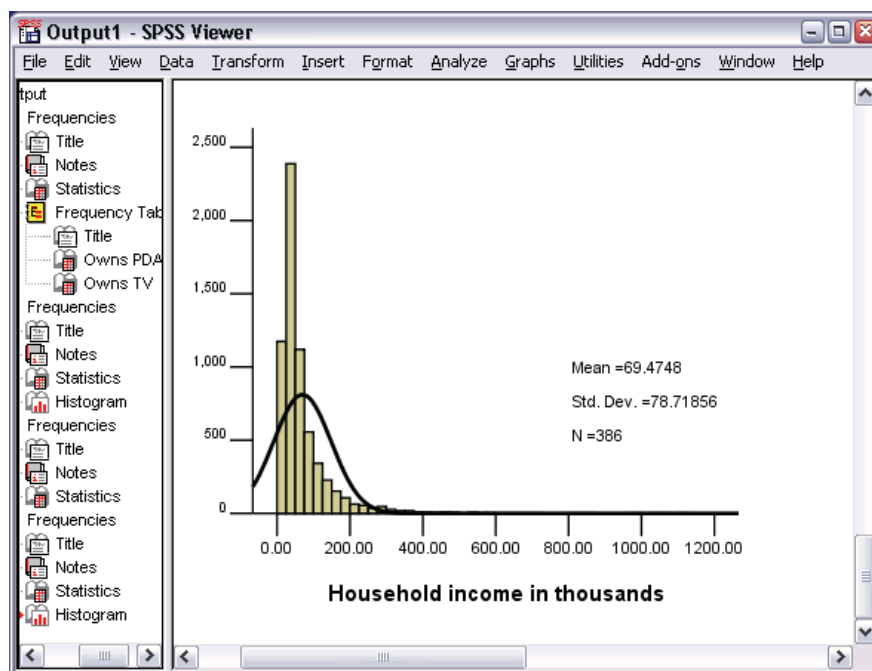 SPSS
Output1 - SPSS Viewer
File Edit View Data Transform Insert Format Analyze Graphs Utilities Add-ons Window Help
tput
Frequencies
Title
Notes
Statistics
Frequency Tab
Title
Owns PDA
Owns TV
Frequencies
Title
Notes
Statistics
Histogram
Frequencies
Title
Notes
Statistics
Frequencies
Title
Notes
Statistics
Histogram
2,500
2,000
1,500
1,000
500
0
Mean =69.4748
Std. Dev. =78.71856
N =386
0.00 200.00 400.00 600.00 800.00 1000.00 1200.00
Household income in thousands